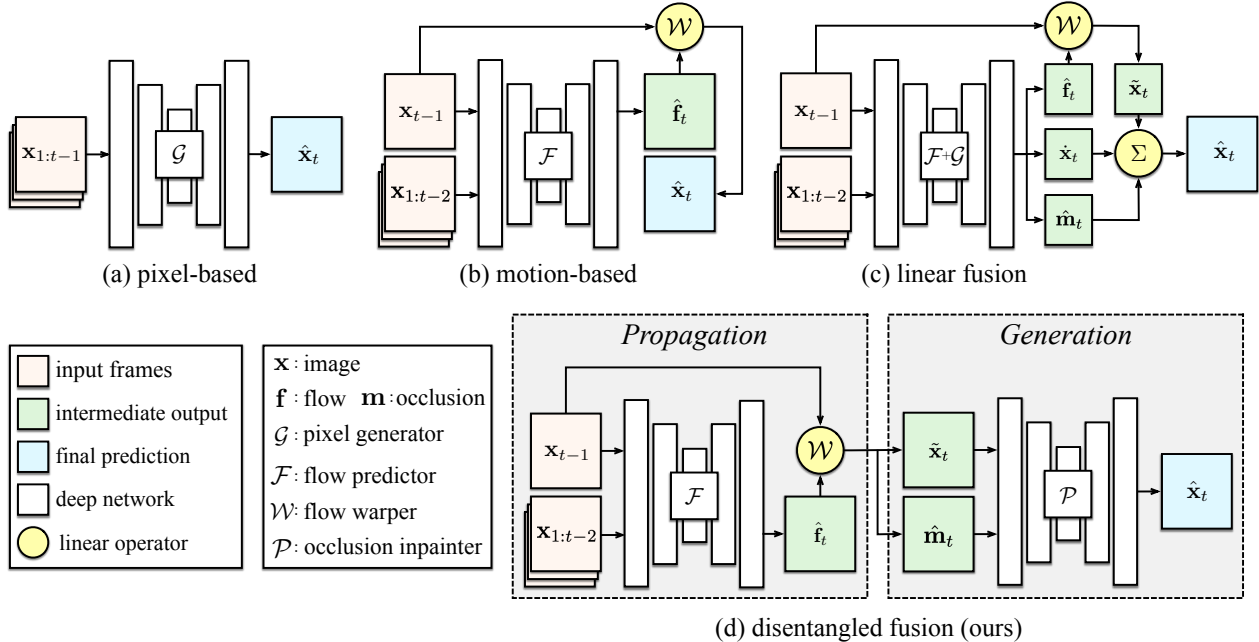 x_{1:t−1}
𝒢
x̂_t
(a) pixel-based
𝒲
x_{t−1}
f̂_t
ℱ
x_{1:t−2}
x̂_t
(b) motion-based
𝒲
x_{t−1}
f̂_t
x̃_t
ℱ+𝒢
ẋ_t
Σ
x̂_t
x_{1:t−2}
m̂_t
(c) linear fusion
input frames
intermediate output
final prediction
deep network
linear operator
x : image
f : flow m : occlusion
𝒢 : pixel generator
ℱ : flow predictor
𝒲 : flow warper
𝒫 : occlusion inpainter
Propagation
x_{t−1}
𝒲
ℱ
x_{1:t−2}
f̂_t
Generation
x̃_t
𝒫
x̂_t
m̂_t
(d) disentangled fusion (ours)